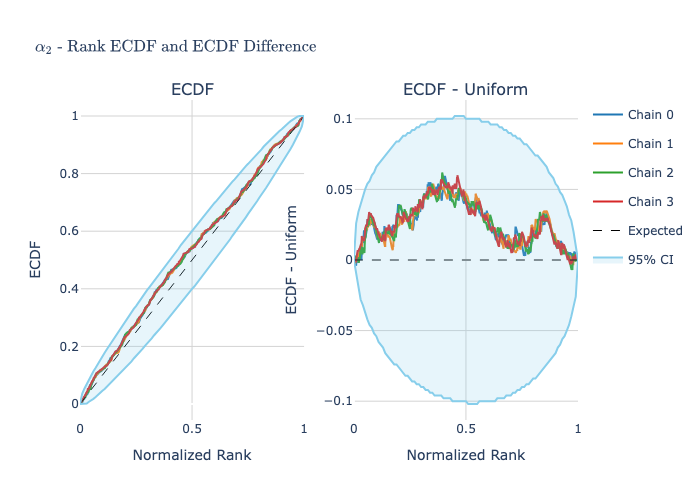 α₂ - Rank ECDF and ECDF Difference
ECDF
ECDF - Uniform
1
0.8
0.6
0.4
0.2
0
ECDF
0
0.5
1
Normalized Rank
0.1
0.05
0
−0.05
−0.1
ECDF - Uniform
0
0.5
1
Normalized Rank
Chain 0
Chain 1
Chain 2
Chain 3
Expected
95% CI